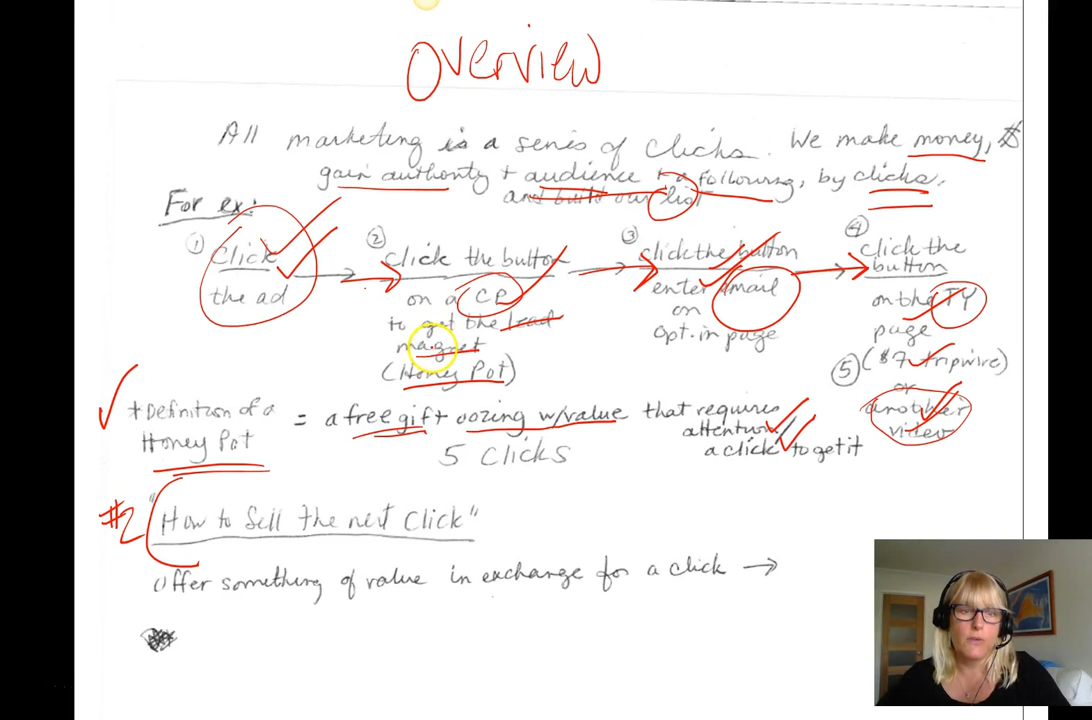 Overview
All marketing is a series of clicks. We make money, $
gain authority + audience + a following, by clicks.
and build our list
For ex:
① Click
the ad
② Click the button
on a CP
to get the lead
magnet
(Honey Pot)
③ click the button
enter email
on
opt-in page
④ Click the
button
on the TY
page
⑤ ($7 tripwire)
or
another
video
+ Definition of a
Honey Pot
= a free gift oozing w/value that requires
attention /
a click to get it
5 clicks
#2
"How to Sell the next Click"
Offer something of value in exchange for a click →